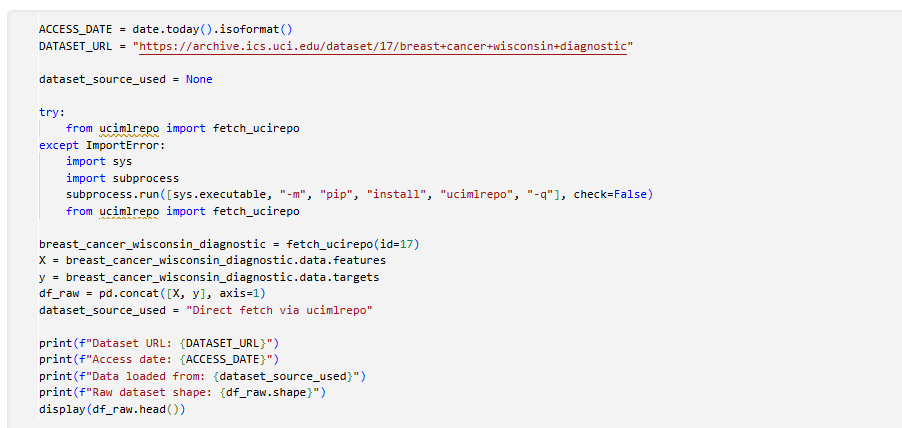 ACCESS_DATE = date.today().isoformat()
DATASET_URL = "https://archive.ics.uci.edu/dataset/17/breast+cancer+wisconsin+diagnostic"
dataset_source_used = None
try:
    from ucimlrepo import fetch_ucirepo
except ImportError:
    import sys
    import subprocess
    subprocess.run([sys.executable, "-m", "pip", "install", "ucimlrepo", "-q"], check=False)
    from ucimlrepo import fetch_ucirepo
breast_cancer_wisconsin_diagnostic = fetch_ucirepo(id=17)
X = breast_cancer_wisconsin_diagnostic.data.features
y = breast_cancer_wisconsin_diagnostic.data.targets
df_raw = pd.concat([X, y], axis=1)
dataset_source_used = "Direct fetch via ucimlrepo"
print(f"Dataset URL: {DATASET_URL}")
print(f"Access date: {ACCESS_DATE}")
print(f"Data loaded from: {dataset_source_used}")
print(f"Raw dataset shape: {df_raw.shape}")
display(df_raw.head())